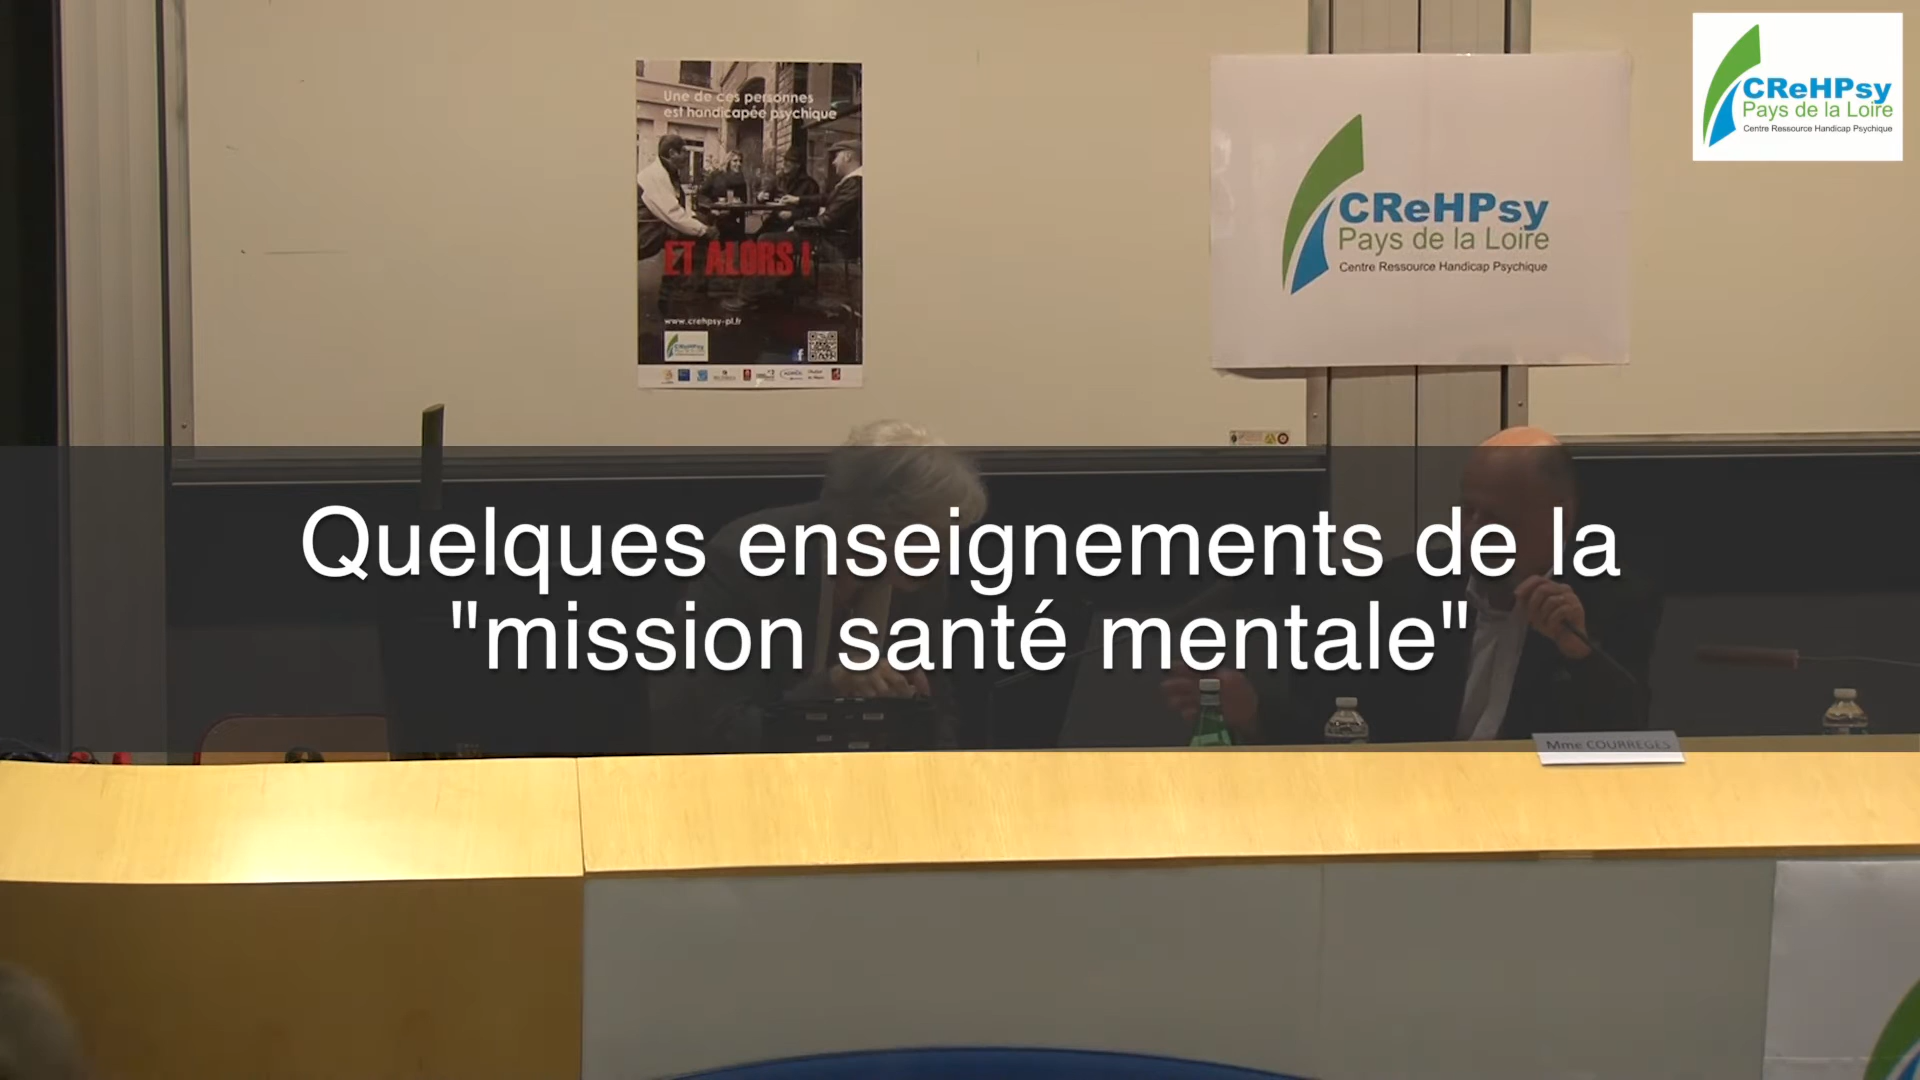 CReHPsy
Pays de la Loire
Centre Ressource Handicap Psychique
Une de ces personnes
est handicapée psychique
ET ALORS !
www.crehpsy-pl.fr
CReHPsy
CReHPsy
Pays de la Loire
Centre Ressource Handicap Psychique
Quelques enseignements de la
"mission santé mentale"
Mme COURREGES